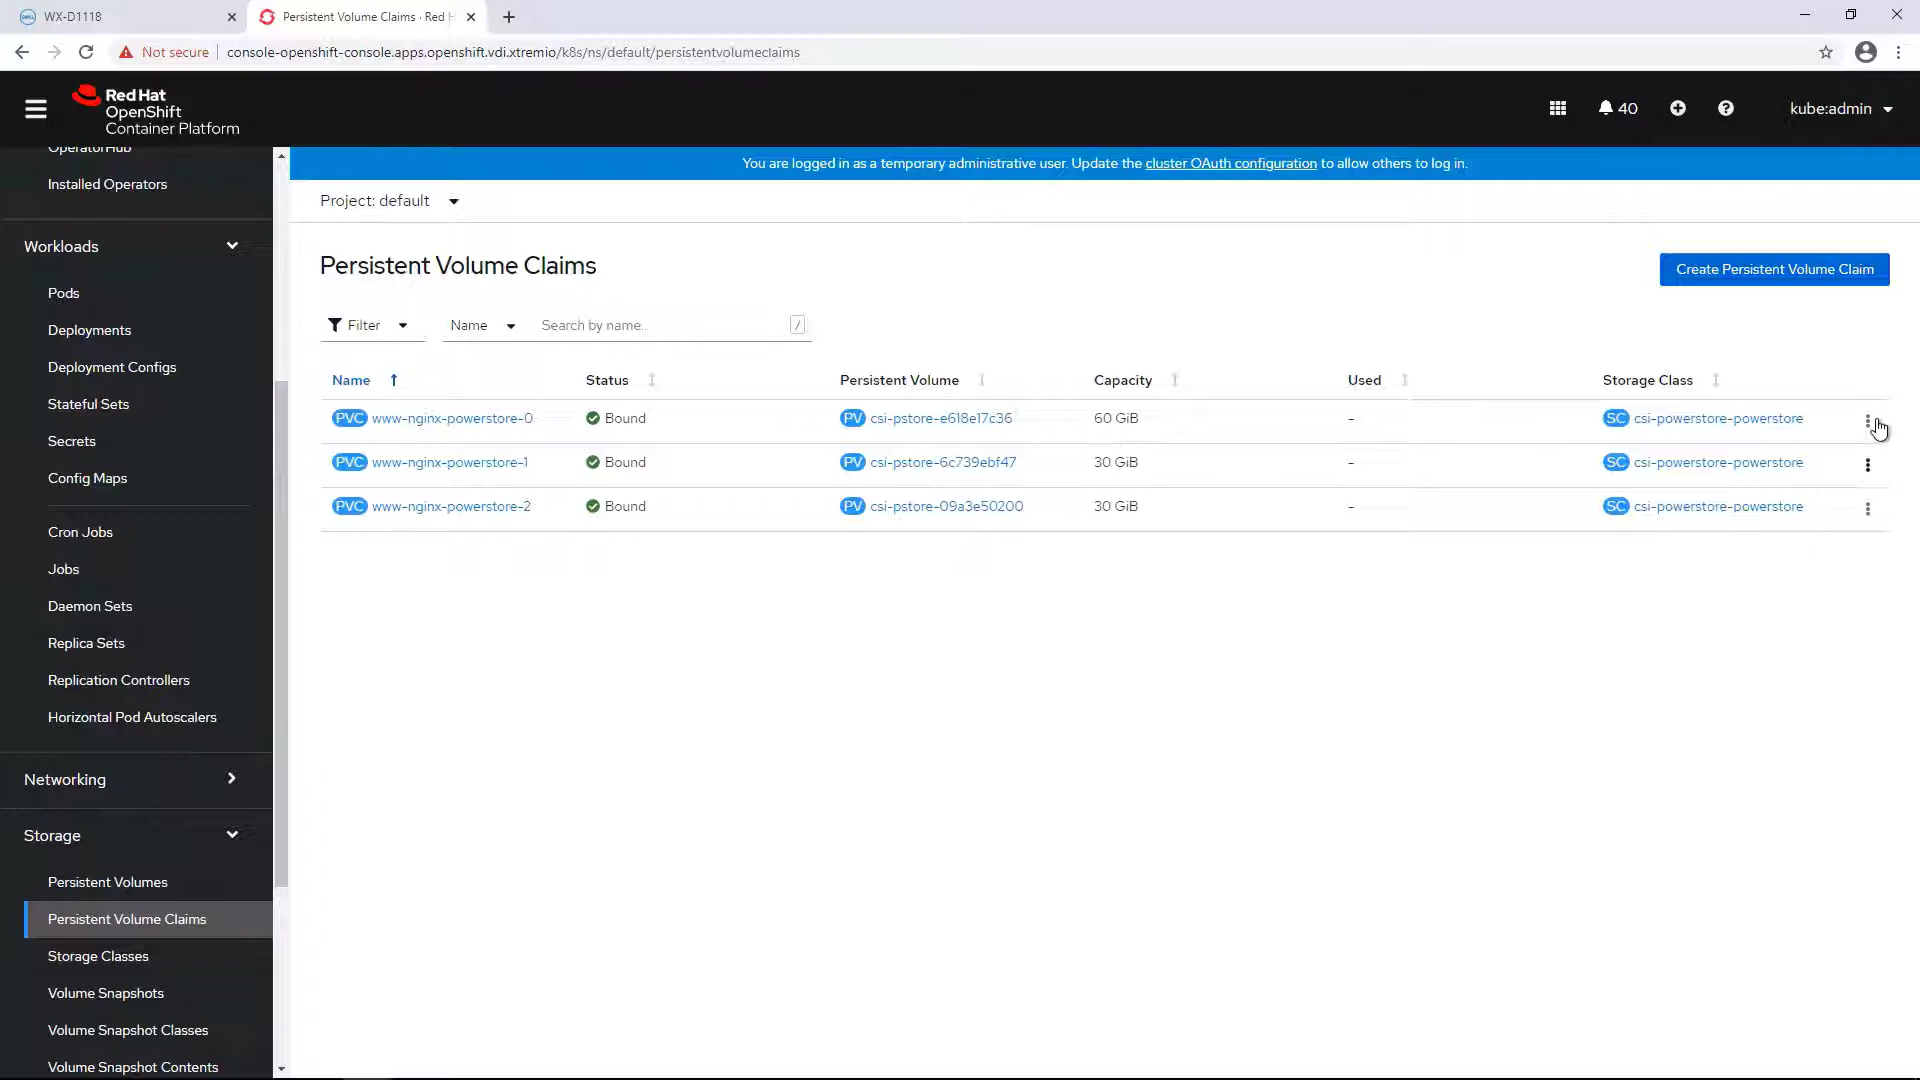 WX-D1118
Persistent Volume Claims · Red H
Not secure
console-openshift-console.apps.openshift.vdi.xtremio/k8s/ns/default/persistentvolumeclaims
Red Hat
OpenShift
Container Platform
40
kube:admin
OperatorHub
Installed Operators
Workloads
Pods
Deployments
Deployment Configs
Stateful Sets
Secrets
Config Maps
Cron Jobs
Jobs
Daemon Sets
Replica Sets
Replication Controllers
Horizontal Pod Autoscalers
Networking
Storage
Persistent Volumes
Persistent Volume Claims
Storage Classes
Volume Snapshots
Volume Snapshot Classes
Volume Snapshot Contents
You are logged in as a temporary administrative user. Update the cluster OAuth configuration to allow others to log in.
Project: default
Persistent Volume Claims
Create Persistent Volume Claim
Filter Name Search by name... /
Name Status Persistent Volume Capacity Used Storage Class
PVC www-nginx-powerstore-0 Bound PV csi-pstore-e618e17c36 60 GiB - SC csi-powerstore-powerstore
PVC www-nginx-powerstore-1 Bound PV csi-pstore-6c739ebf47 30 GiB - SC csi-powerstore-powerstore
PVC www-nginx-powerstore-2 Bound PV csi-pstore-09a3e50200 30 GiB - SC csi-powerstore-powerstore